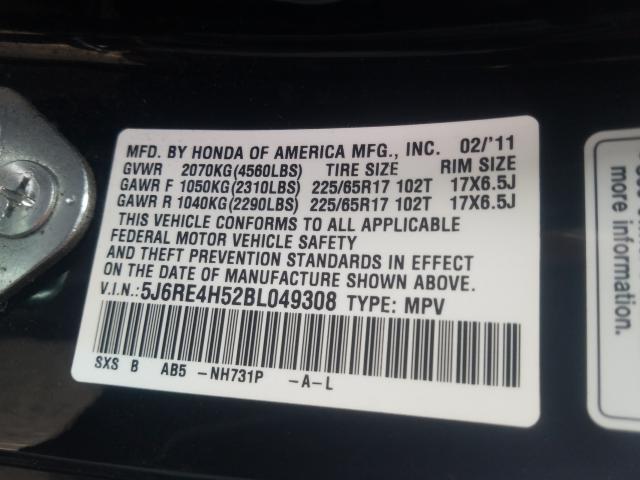 MFD. BY HONDA OF AMERICA MFG., INC. 02/'11
GVWR 2070KG(4560LBS) TIRE SIZE RIM SIZE
GAWR F 1050KG(2310LBS) 225/65R17 102T 17X6.5J
GAWR R 1040KG(2290LBS) 225/65R17 102T 17X6.5J
THIS VEHICLE CONFORMS TO ALL APPLICABLE
FEDERAL MOTOR VEHICLE SAFETY
AND THEFT PREVENTION STANDARDS IN EFFECT
ON THE DATE OF MANUFACTURE SHOWN ABOVE.
V.I.N.:5J6RE4H52BL049308 TYPE: MPV
SXS B AB5 -NH731P -A-L